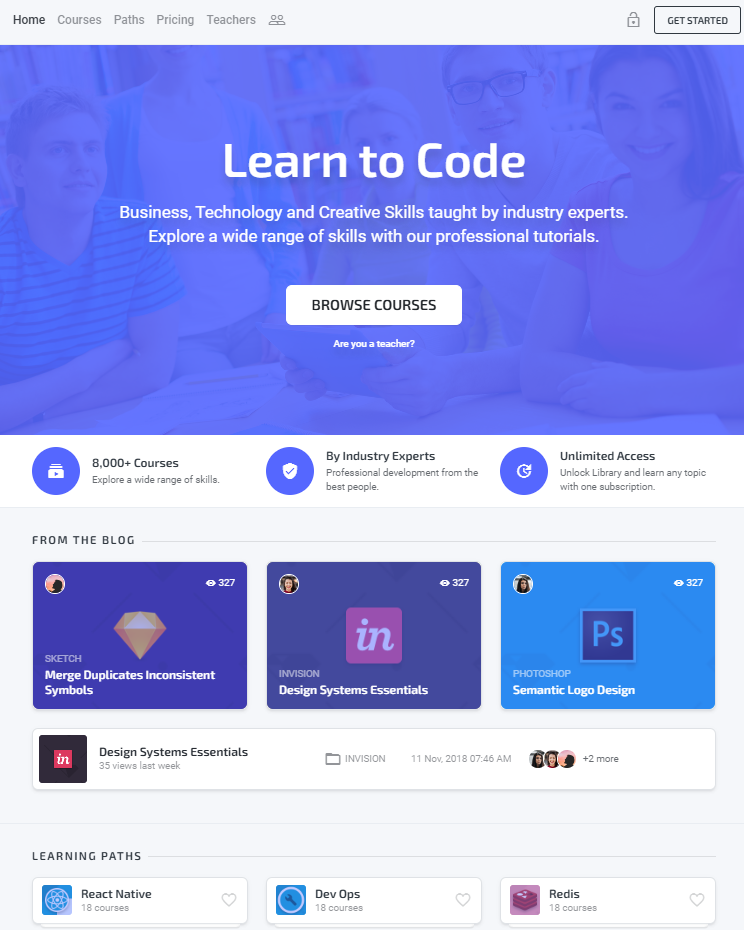 Home Courses Paths Pricing Teachers GET STARTED
Learn to Code
Business, Technology and Creative Skills taught by industry experts.
Explore a wide range of skills with our professional tutorials.
BROWSE COURSES
Are you a teacher?
8,000+ Courses
Explore a wide range of skills.
By Industry Experts
Professional development from the
best people.
Unlimited Access
Unlock Library and learn any topic
with one subscription.
FROM THE BLOG
327
SKETCH
Merge Duplicates Inconsistent
Symbols
327
in
INVISION
Design Systems Essentials
327
Ps
PHOTOSHOP
Semantic Logo Design
in
Design Systems Essentials
35 views last week
INVISION
11 Nov, 2018 07:46 AM
+2 more
LEARNING PATHS
React Native
18 courses
Dev Ops
18 courses
Redis
18 courses